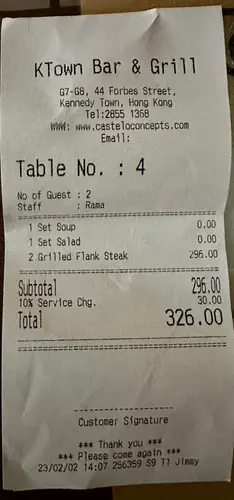 KTown Bar & Grill
G7-G8, 44 Forbes Street,
Kennedy Town, Hong Kong
Tel:2855 1368
WWW: www.casteloconcepts.com
Email:
Table No. : 4
No of Guest : 2
Staff : Rama
1 Set Soup 0.00
1 Set Salad 0.00
2 Grilled Flank Steak 296.00
Subtotal 296.00
10% Service Chg. 30.00
Total 326.00
Customer Signature
*** Thank you ***
*** Please come again ***
23/02/02 14:07 256359 S9 T1 Jimmy